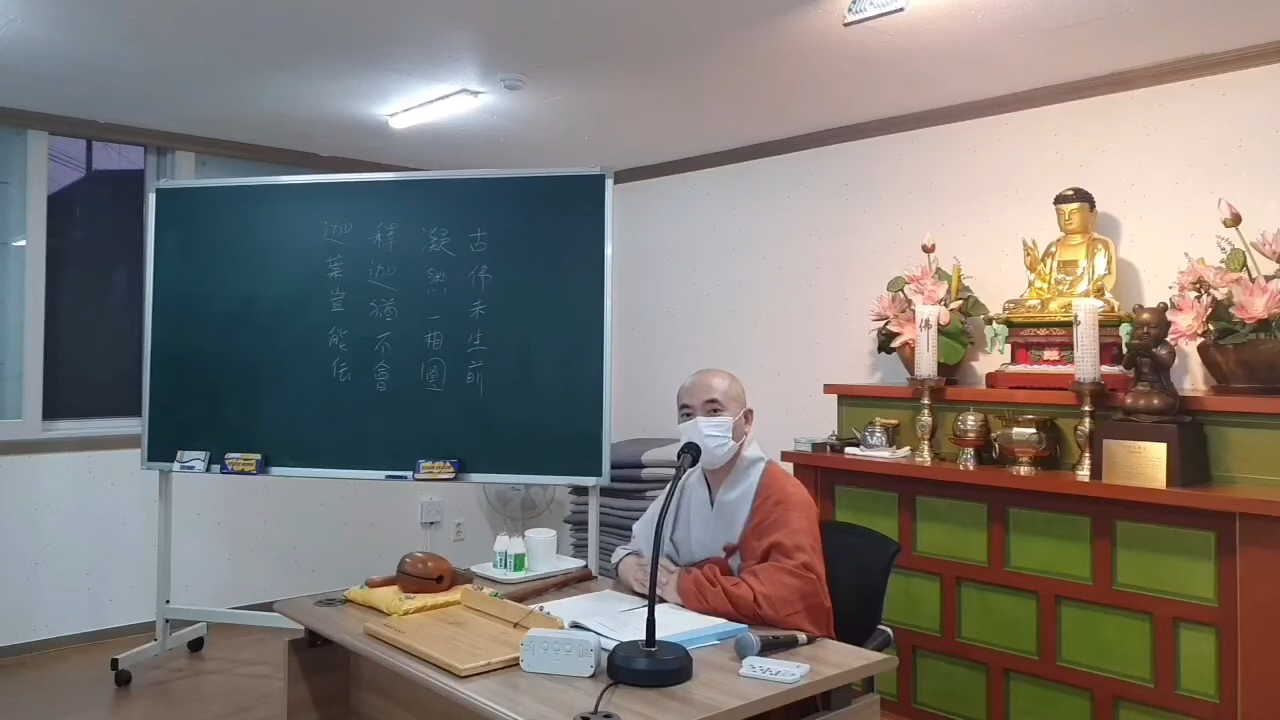 古佛未生前
凝然一相圓
釋迦猶不會
迦葉豈能伝
佛